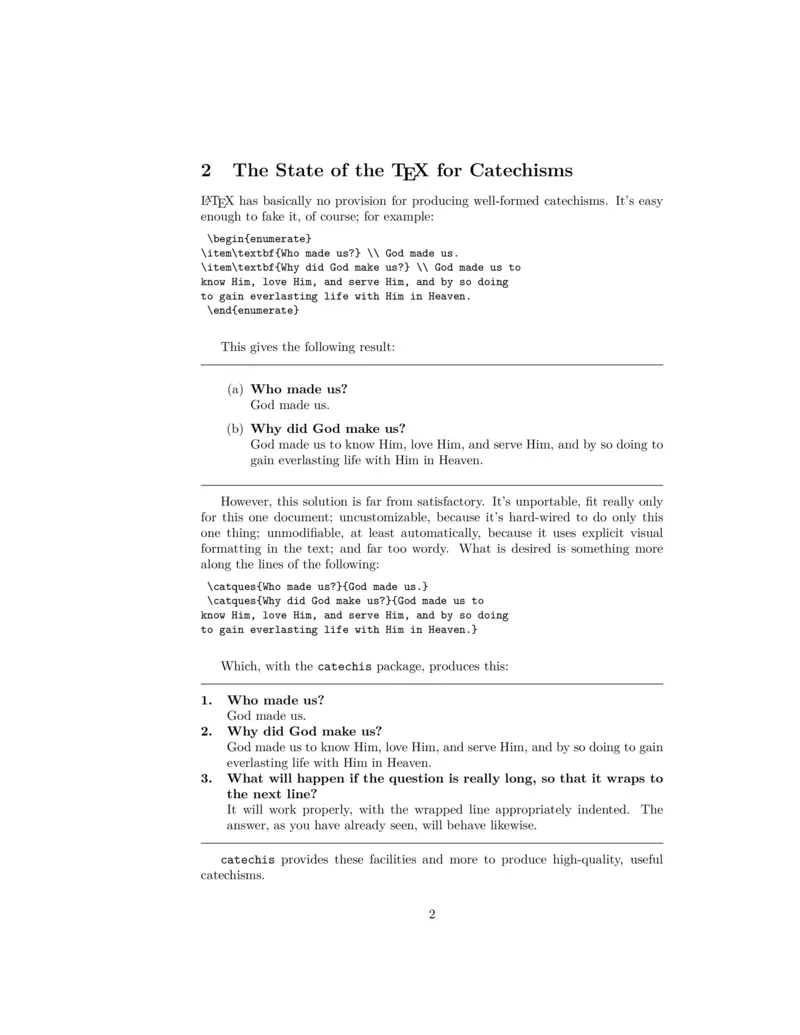 2 The State of the TEX for Catechisms
LATEX has basically no provision for producing well-formed catechisms. It's easy
enough to fake it, of course; for example:
\begin{enumerate}
\item\textbf{Who made us?} \\ God made us.
\item\textbf{Why did God make us?} \\ God made us to
know Him, love Him, and serve Him, and by so doing
to gain everlasting life with Him in Heaven.
\end{enumerate}
This gives the following result:
(a) Who made us?
God made us.
(b) Why did God make us?
God made us to know Him, love Him, and serve Him, and by so doing to
gain everlasting life with Him in Heaven.
However, this solution is far from satisfactory. It's unportable, fit really only
for this one document; uncustomizable, because it's hard-wired to do only this
one thing; unmodifiable, at least automatically, because it uses explicit visual
formatting in the text; and far too wordy. What is desired is something more
along the lines of the following:
\catques{Who made us?}{God made us.}
\catques{Why did God make us?}{God made us to
know Him, love Him, and serve Him, and by so doing
to gain everlasting life with Him in Heaven.}
Which, with the catechis package, produces this:
1. Who made us?
God made us.
2. Why did God make us?
God made us to know Him, love Him, and serve Him, and by so doing to gain
everlasting life with Him in Heaven.
3. What will happen if the question is really long, so that it wraps to
the next line?
It will work properly, with the wrapped line appropriately indented. The
answer, as you have already seen, will behave likewise.
catechis provides these facilities and more to produce high-quality, useful
catechisms.
2